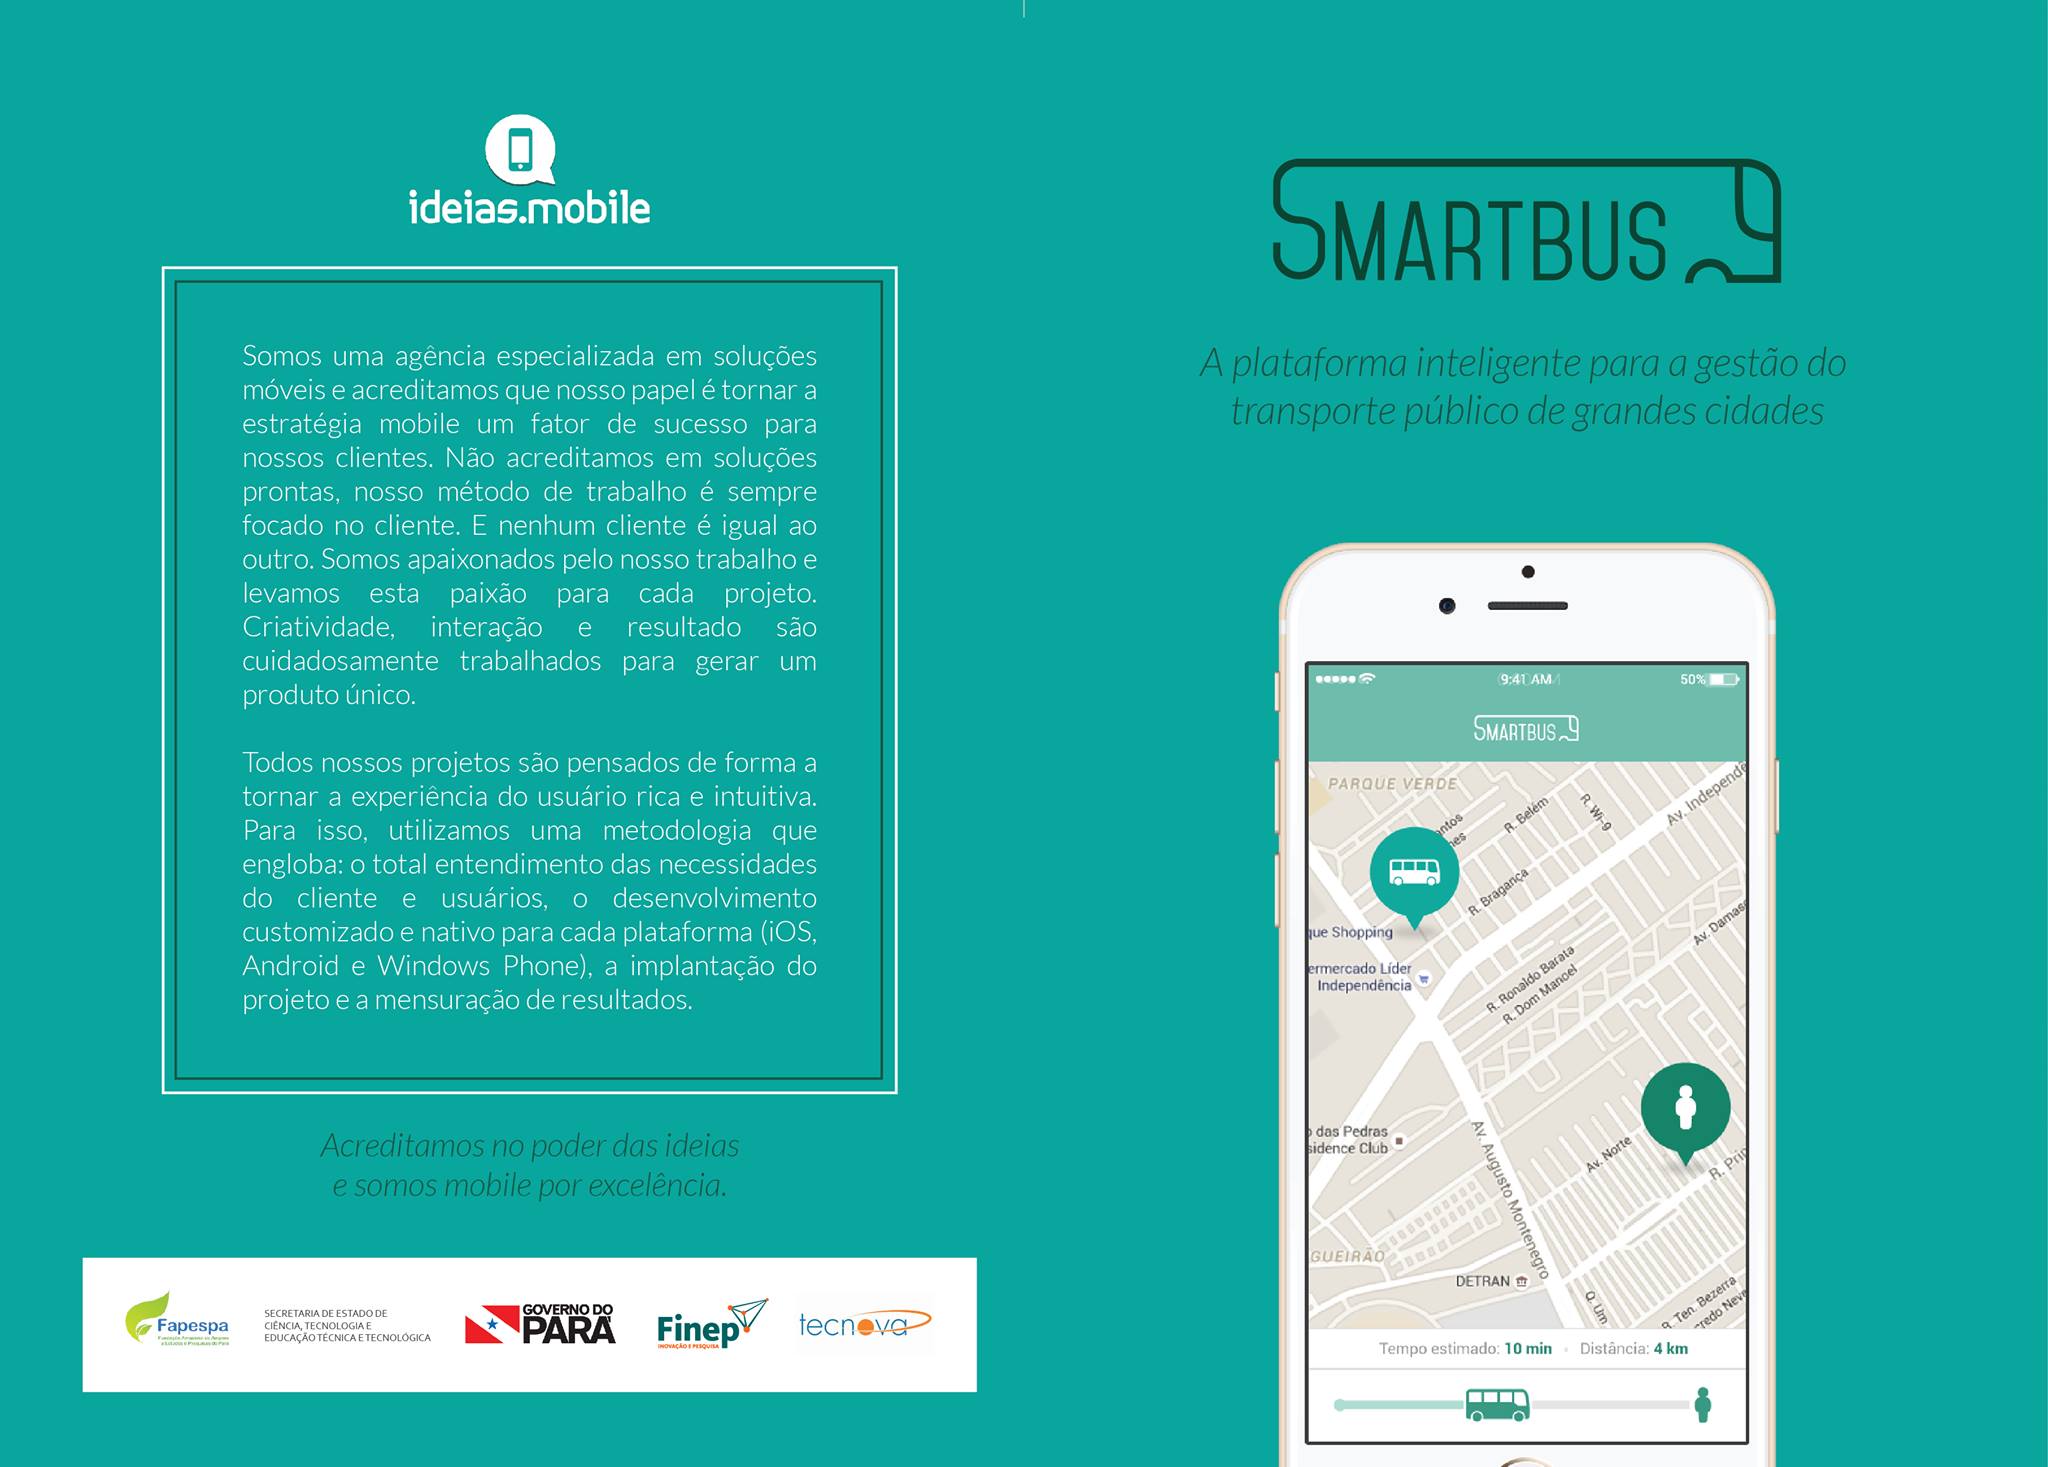 ideias.mobile
Somos uma agência especializada em soluções
móveis e acreditamos que nosso papel é tornar a
estratégia mobile um fator de sucesso para
nossos clientes. Não acreditamos em soluções
prontas, nosso método de trabalho é sempre
focado no cliente. E nenhum cliente é igual ao
outro. Somos apaixonados pelo nosso trabalho e
levamos esta paixão para cada projeto.
Criatividade, interação e resultado são
cuidadosamente trabalhados para gerar um
produto único.
Todos nossos projetos são pensados de forma a
tornar a experiência do usuário rica e intuitiva.
Para isso, utilizamos uma metodologia que
engloba: o total entendimento das necessidades
do cliente e usuários, o desenvolvimento
customizado e nativo para cada plataforma (iOS,
Android e Windows Phone), a implantação do
projeto e a mensuração de resultados.
Acreditamos no poder das ideias
e somos mobile por excelência.
Fapespa
SECRETARIA DE ESTADO DE
CIÊNCIA, TECNOLOGIA E
EDUCAÇÃO TÉCNICA E TECNOLÓGICA
GOVERNO DO
PARÁ
Finep
INOVAÇÃO E PESQUISA
tecnova
SMARTBUS
A plataforma inteligente para a gestão do
transporte público de grandes cidades
9:41 AM
50%
SMARTBUS
PARQUE VERDE
R. Belém
R. Wi-9
Av. Independê
entos
nes
R. Bragança
Av. Damas
que Shopping
ermercado Líder
Independência
R. Ronaldo Barata
R. Dom Manoel
o das Pedras
sidence Club
Av. Augusto Montenegro
Av. Norte
R. Prin
GUEIRÃO
DETRAN
Q. Um
R. Ten. Bezerra
credo Neve
Tempo estimado: 10 min • Distância: 4 km